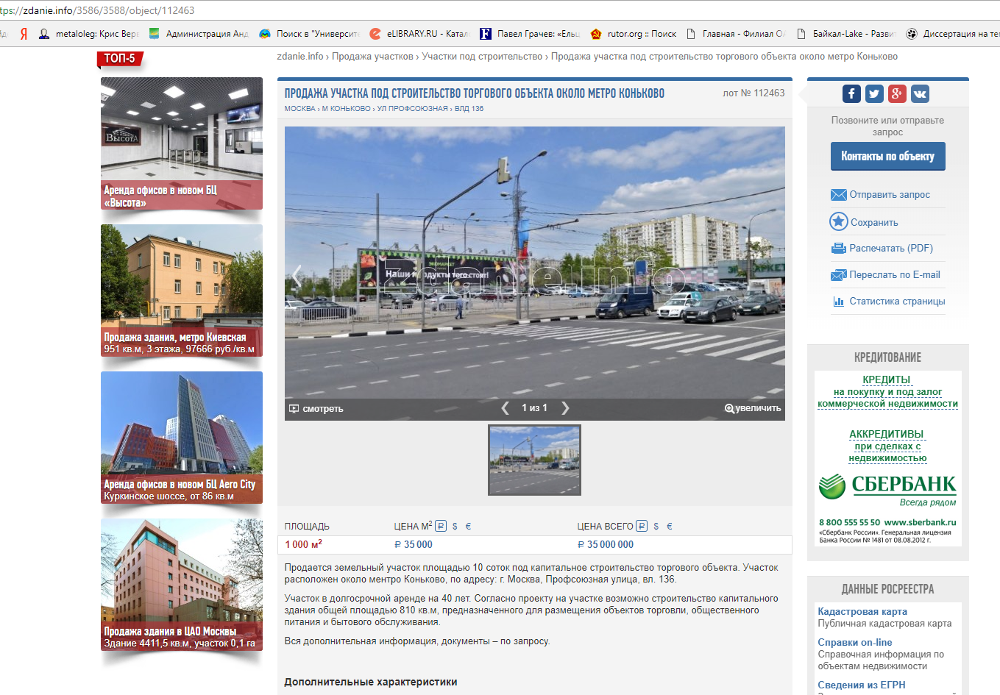 zdanie.info/3586/3588/object/112463
Я
metaloleg: Крис Вер
Администрация Анд
Поиск в "Университ
eLIBRARY.RU - Катал
Павел Грачев: «Ельц
rutor.org :: Поиск
Главная - Филиал ОА
Байкал-Lake - Развит
Диссертация на те
ТОП-5
zdanie.info › Продажа участков › Участки под строительство › Продажа участка под строительство торгового объекта около метро Коньково
ВЫСОТА
Аренда офисов в новом БЦ
«Высота»
Продажа здания, метро Киевская
951 кв.м, 3 этажа, 97666 руб./кв.м
Аренда офисов в новом БЦ Aero City
Куркинское шоссе, от 86 кв.м
Продажа здания в ЦАО Москвы
Здание 4411,5 кв.м, участок 0,1 га
ПРОДАЖА УЧАСТКА ПОД СТРОИТЕЛЬСТВО ТОРГОВОГО ОБЪЕКТА ОКОЛО МЕТРО КОНЬКОВО
лот № 112463
МОСКВА › М КОНЬКОВО › УЛ ПРОФСОЮЗНАЯ › ВЛД 136
ЭКОМАРКЕТ
Наши продукты того стоят!
zdanie.info
смотреть
1 из 1
увеличить
ПЛОЩАДЬ
ЦЕНА М² ₽ $ €
ЦЕНА ВСЕГО ₽ $ €
1 000 м²
₽ 35 000
₽ 35 000 000
Продается земельный участок площадью 10 соток под капитальное строительство торгового объекта. Участок
расположен около ментро Коньково, по адресу: г. Москва, Профсоюзная улица, вл. 136.
Участок в долгосрочной аренде на 40 лет. Согласно проекту на участке возможно строительство капитального
здания общей площадью 810 кв.м, предназначенного для размещения объектов торговли, общественного
питания и бытового обслуживания.
Вся дополнительная информация, документы – по запросу.
Дополнительные характеристики
Позвоните или отправьте
запрос
Контакты по объекту
Отправить запрос
Сохранить
Распечатать (PDF)
Переслать по E-mail
Статистика страницы
КРЕДИТОВАНИЕ
КРЕДИТЫ
на покупку и под залог
коммерческой недвижимости
АККРЕДИТИВЫ
при сделках с
недвижимостью
СБЕРБАНК
Всегда рядом
8 800 555 55 50 www.sberbank.ru
«Сбербанк России». Генеральная лицензия
Банка России № 1481 от 08.08.2012 г.
ДАННЫЕ РОСРЕЕСТРА
Кадастровая карта
Публичная кадастровая карта
Справки on-line
Справочная информация по
объектам недвижимости
Сведения из ЕГРН